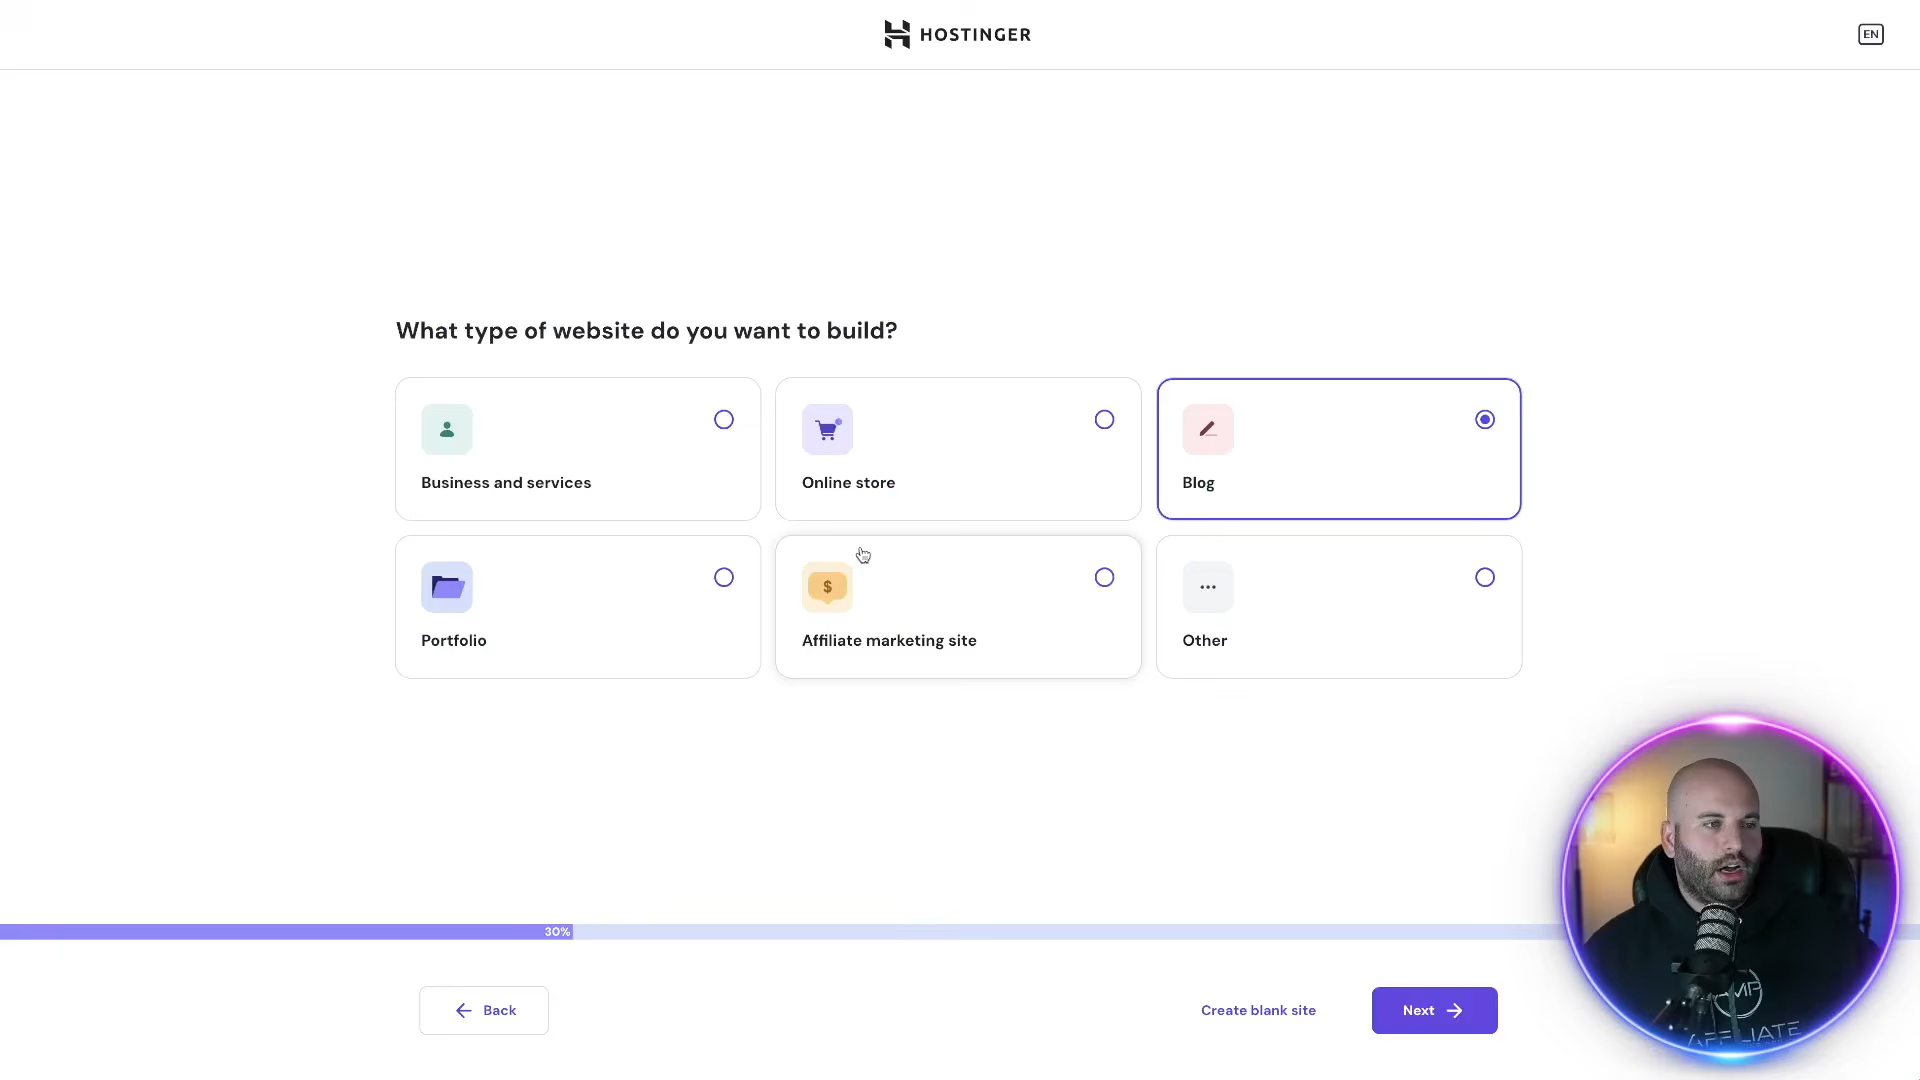 HOSTINGER
EN
What type of website do you want to build?
Business and services
Online store
Blog
Portfolio
$
Affiliate marketing site
Other
30%
Back
Create blank site
Next
AFFILIATE